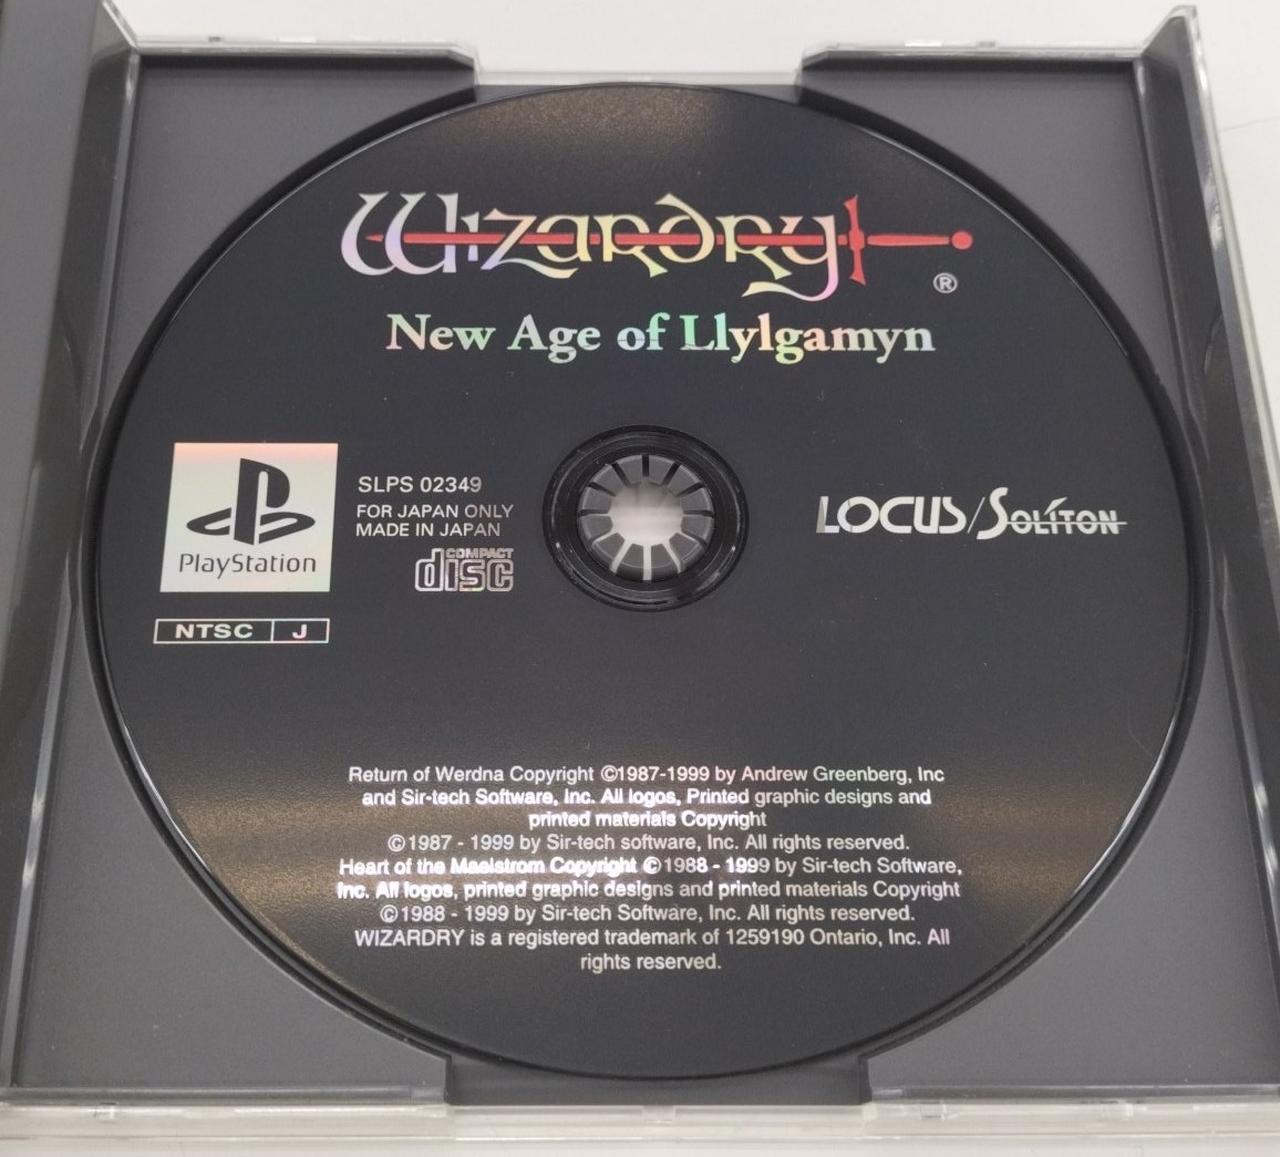 Wizardry
®
New Age of Llylgamyn
PlayStation
NTSC J
SLPS 02349
FOR JAPAN ONLY
MADE IN JAPAN
COMPACT
disc
LOCUS/SOLITON
Return of Werdna Copyright ©1987-1999 by Andrew Greenberg, Inc
and Sir-tech Software, Inc. All logos, Printed graphic designs and
printed materials Copyright
©1987 - 1999 by Sir-tech software, Inc. All rights reserved.
Heart of the Maelstrom Copyright ©1988 - 1999 by Sir-tech Software,
Inc. All logos, printed graphic designs and printed materials Copyright
©1988 - 1999 by Sir-tech Software, Inc. All rights reserved.
WIZARDRY is a registered trademark of 1259190 Ontario, Inc. All
rights reserved.